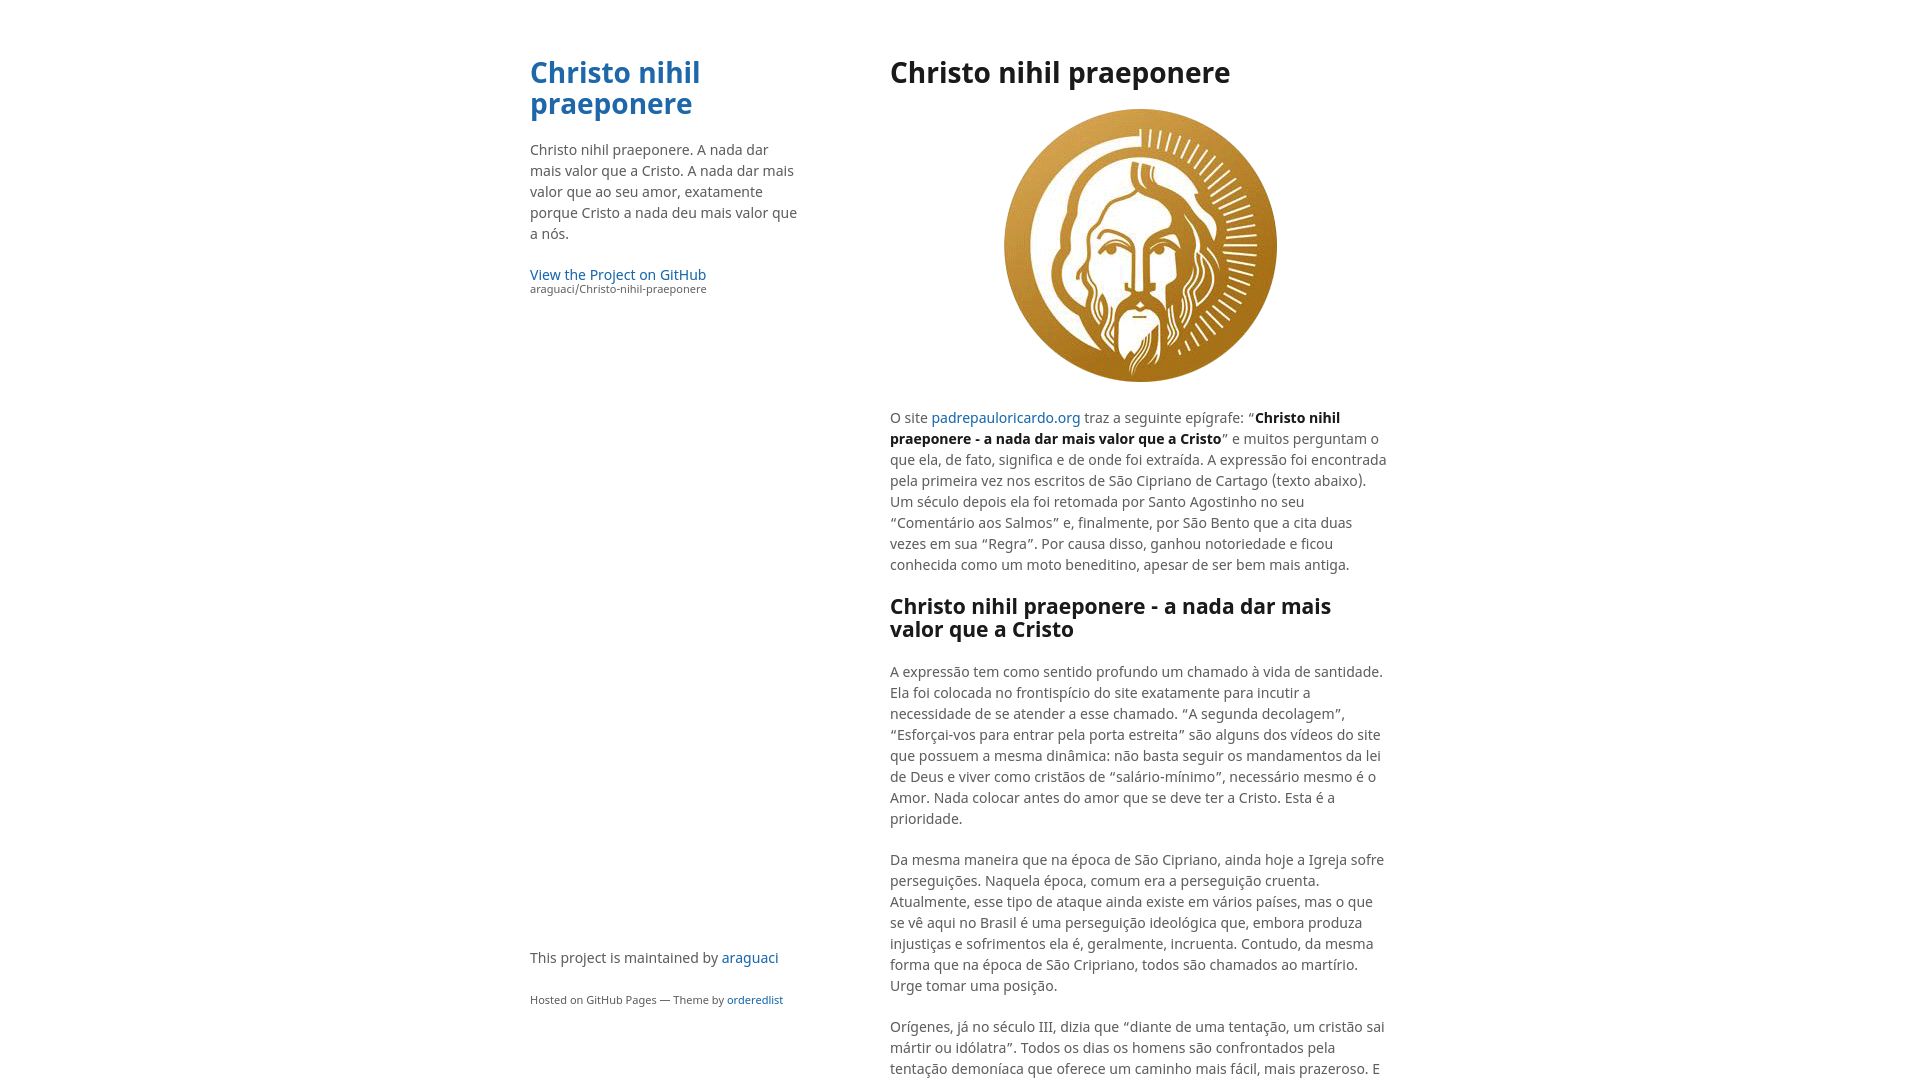 Christo nihil
praeponere
Christo nihil praeponere. A nada dar
mais valor que a Cristo. A nada dar mais
valor que ao seu amor, exatamente
porque Cristo a nada deu mais valor que
a nós.
View the Project on GitHub
araguaci/Christo-nihil-praeponere
This project is maintained by araguaci
Hosted on GitHub Pages — Theme by orderedlist
Christo nihil praeponere
O site padrepauloricardo.org traz a seguinte epígrafe: “Christo nihil
praeponere - a nada dar mais valor que a Cristo” e muitos perguntam o
que ela, de fato, significa e de onde foi extraída. A expressão foi encontrada
pela primeira vez nos escritos de São Cipriano de Cartago (texto abaixo).
Um século depois ela foi retomada por Santo Agostinho no seu
“Comentário aos Salmos” e, finalmente, por São Bento que a cita duas
vezes em sua “Regra”. Por causa disso, ganhou notoriedade e ficou
conhecida como um moto beneditino, apesar de ser bem mais antiga.
Christo nihil praeponere - a nada dar mais
valor que a Cristo
A expressão tem como sentido profundo um chamado à vida de santidade.
Ela foi colocada no frontispício do site exatamente para incutir a
necessidade de se atender a esse chamado. “A segunda decolagem”,
“Esforçai-vos para entrar pela porta estreita” são alguns dos vídeos do site
que possuem a mesma dinâmica: não basta seguir os mandamentos da lei
de Deus e viver como cristãos de “salário-mínimo”, necessário mesmo é o
Amor. Nada colocar antes do amor que se deve ter a Cristo. Esta é a
prioridade.
Da mesma maneira que na época de São Cipriano, ainda hoje a Igreja sofre
perseguições. Naquela época, comum era a perseguição cruenta.
Atualmente, esse tipo de ataque ainda existe em vários países, mas o que
se vê aqui no Brasil é uma perseguição ideológica que, embora produza
injustiças e sofrimentos ela é, geralmente, incruenta. Contudo, da mesma
forma que na época de São Cripriano, todos são chamados ao martírio.
Urge tomar uma posição.
Orígenes, já no século III, dizia que “diante de uma tentação, um cristão sai
mártir ou idólatra”. Todos os dias os homens são confrontados pela
tentação demoníaca que oferece um caminho mais fácil, mais prazeroso. E